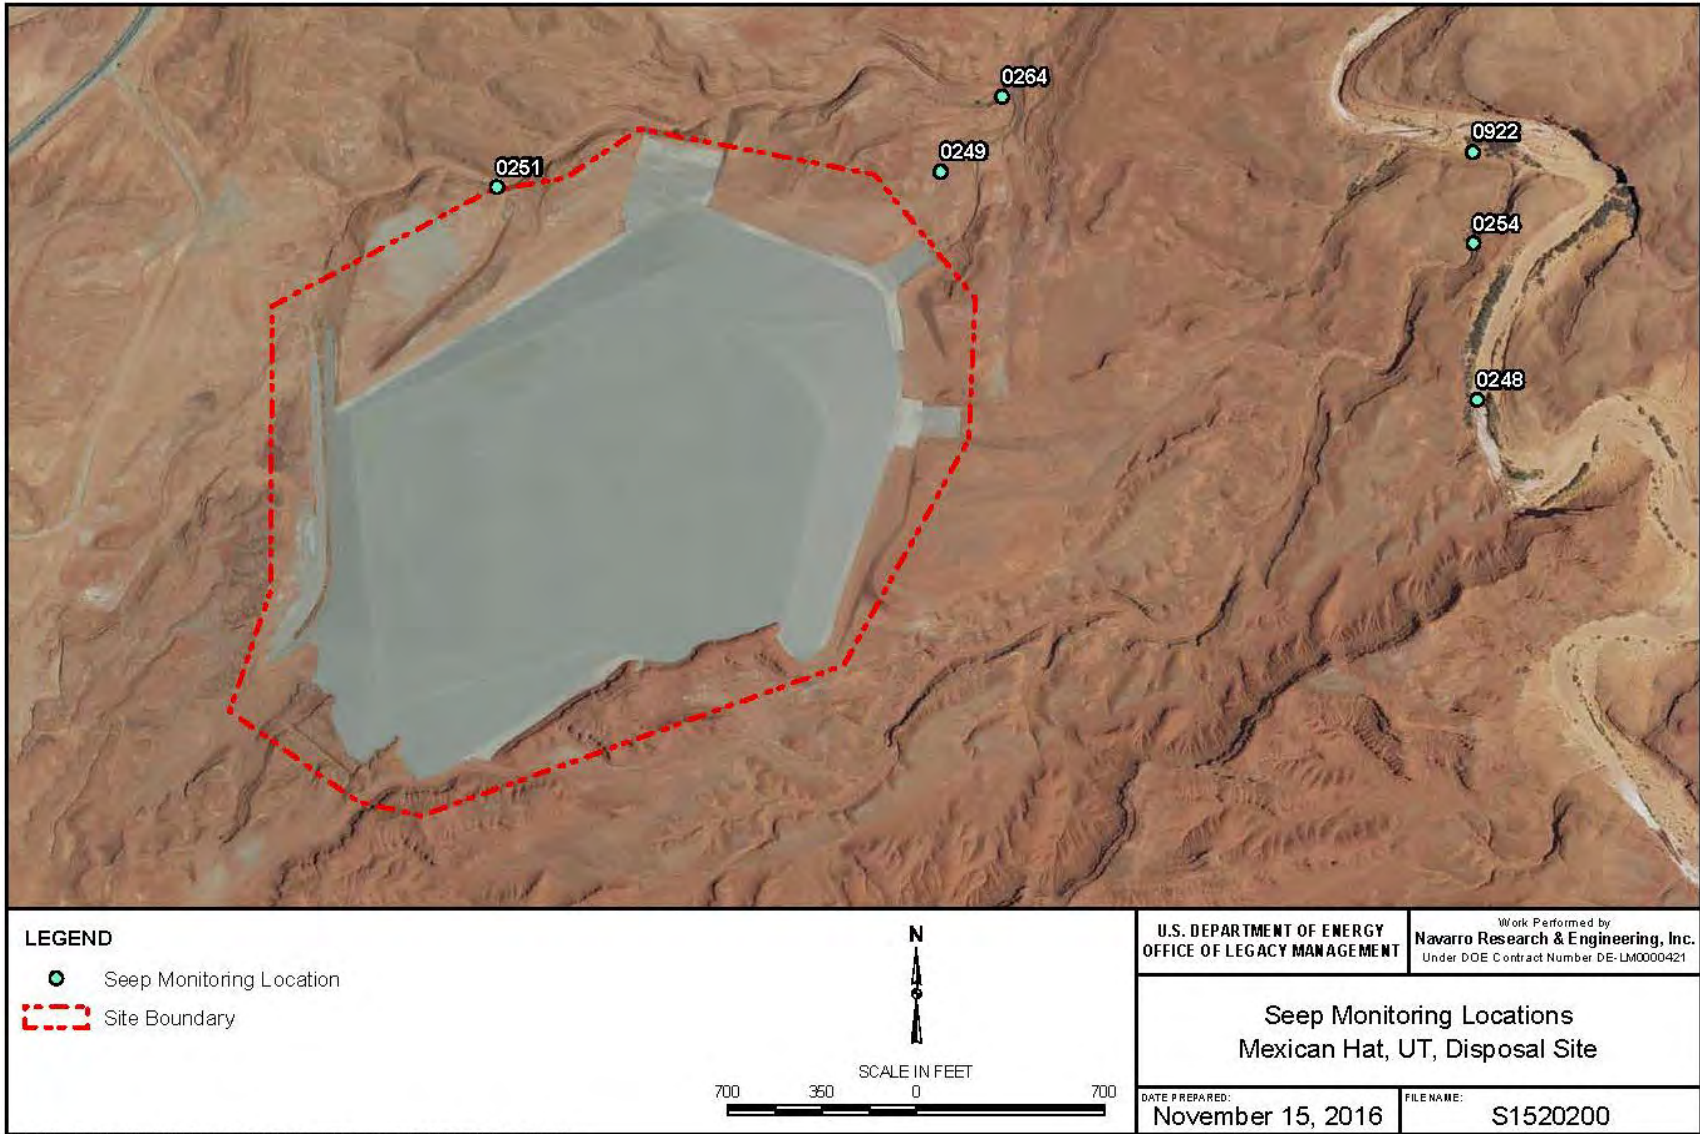 0264
0922
0249
0251
0254
0248
LEGEND
Seep Monitoring Location
Site Boundary
N
SCALE IN FEET
700 350 0 700
U.S. DEPARTMENT OF ENERGY
OFFICE OF LEGACY MANAGEMENT
Work Performed by
Navarro Research & Engineering, Inc.
Under DOE Contract Number DE-LM0000421
Seep Monitoring Locations
Mexican Hat, UT, Disposal Site
DATE PREPARED:
November 15, 2016
FILENAME:
S1520200